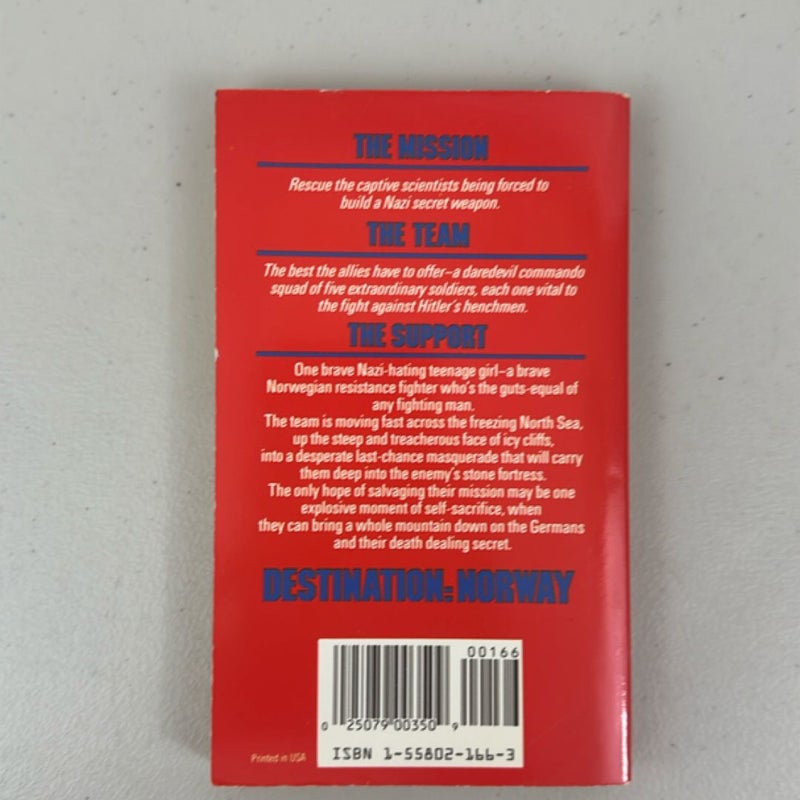 THE MISSION
Rescue the captive scientists being forced to
build a Nazi secret weapon.
THE TEAM
The best the allies have to offer–a daredevil commando
squad of five extraordinary soldiers, each one vital to
the fight against Hitler's henchmen.
THE SUPPORT
One brave Nazi-hating teenage girl–a brave
Norwegian resistance fighter who's the guts-equal of
any fighting man.
The team is moving fast across the freezing North Sea,
up the steep and treacherous face of icy cliffs,
into a desperate last-chance masquerade that will carry
them deep into the enemy's stone fortress.
The only hope of salvaging their mission may be one
explosive moment of self-sacrifice, when
they can bring a whole mountain down on the Germans
and their death dealing secret.
DESTINATION: NORWAY
00166
0 25079 00350 9
ISBN 1-55802-166-3
Printed in USA